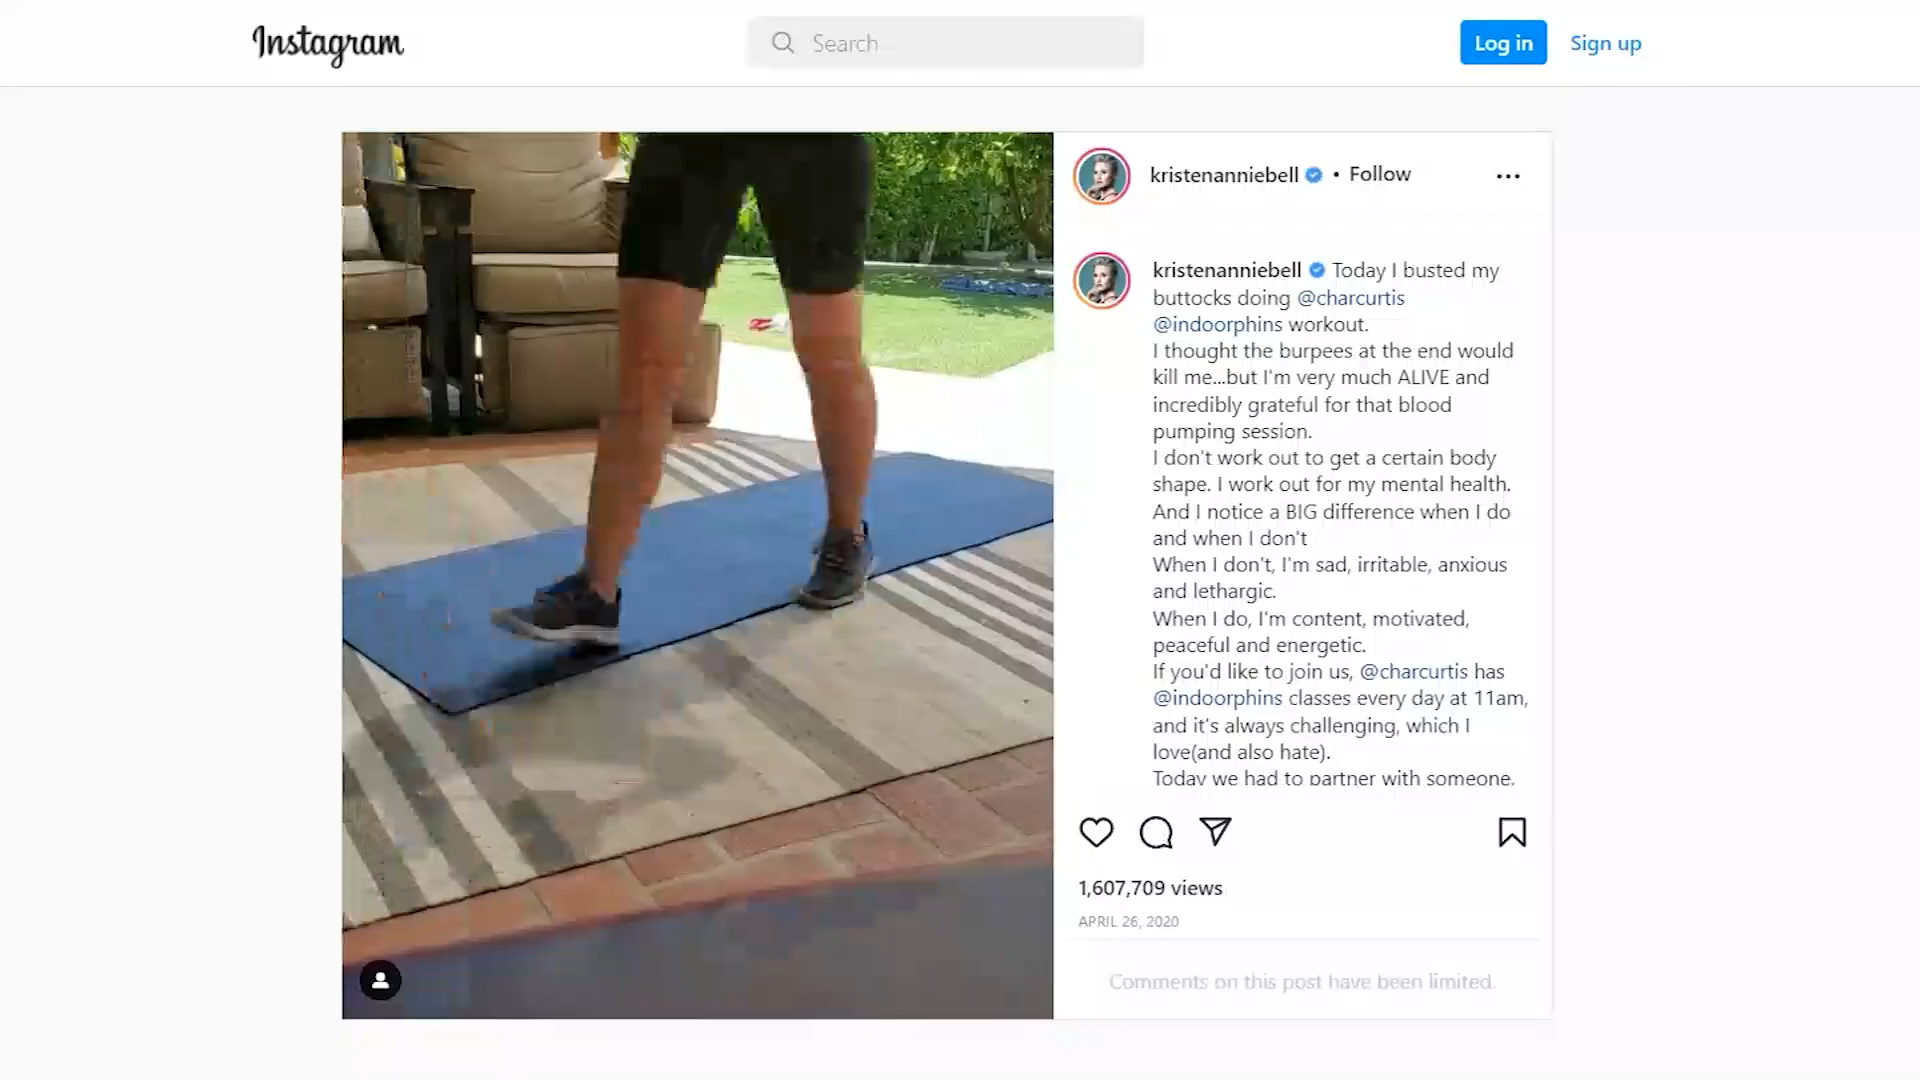 Instagram
Search
Log in
Sign up
kristenanniebell • Follow
kristenanniebell Today I busted my
buttocks doing @charcurtis
@indoorphins workout.
I thought the burpees at the end would
kill me...but I'm very much ALIVE and
incredibly grateful for that blood
pumping session.
I don't work out to get a certain body
shape. I work out for my mental health.
And I notice a BIG difference when I do
and when I don't
When I don't, I'm sad, irritable, anxious
and lethargic.
When I do, I'm content, motivated,
peaceful and energetic.
If you'd like to join us, @charcurtis has
@indoorphins classes every day at 11am,
and it's always challenging, which I
love(and also hate).
Today we had to partner with someone.
1,607,709 views
APRIL 26, 2020
Comments on this post have been limited.